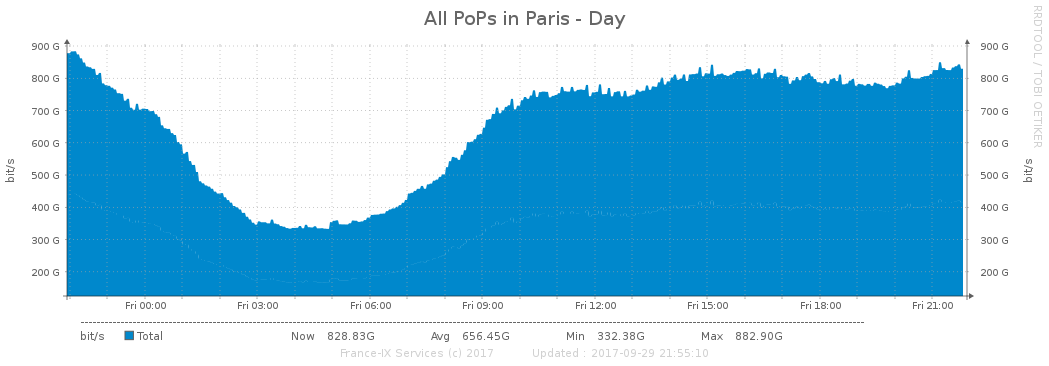 All PoPs in Paris - Day
RRDTOOL / TOBI OETIKER
bit/s
900 G
800 G
700 G
600 G
500 G
400 G
300 G
200 G
900 G
800 G
700 G
600 G
500 G
400 G
300 G
200 G
bit/s
Fri 00:00 Fri 03:00 Fri 06:00 Fri 09:00 Fri 12:00 Fri 15:00 Fri 18:00 Fri 21:00
bit/s Total Now 828.83G Avg 656.45G Min 332.38G Max 882.90G
France-IX Services (c) 2017 Updated : 2017-09-29 21:55:10